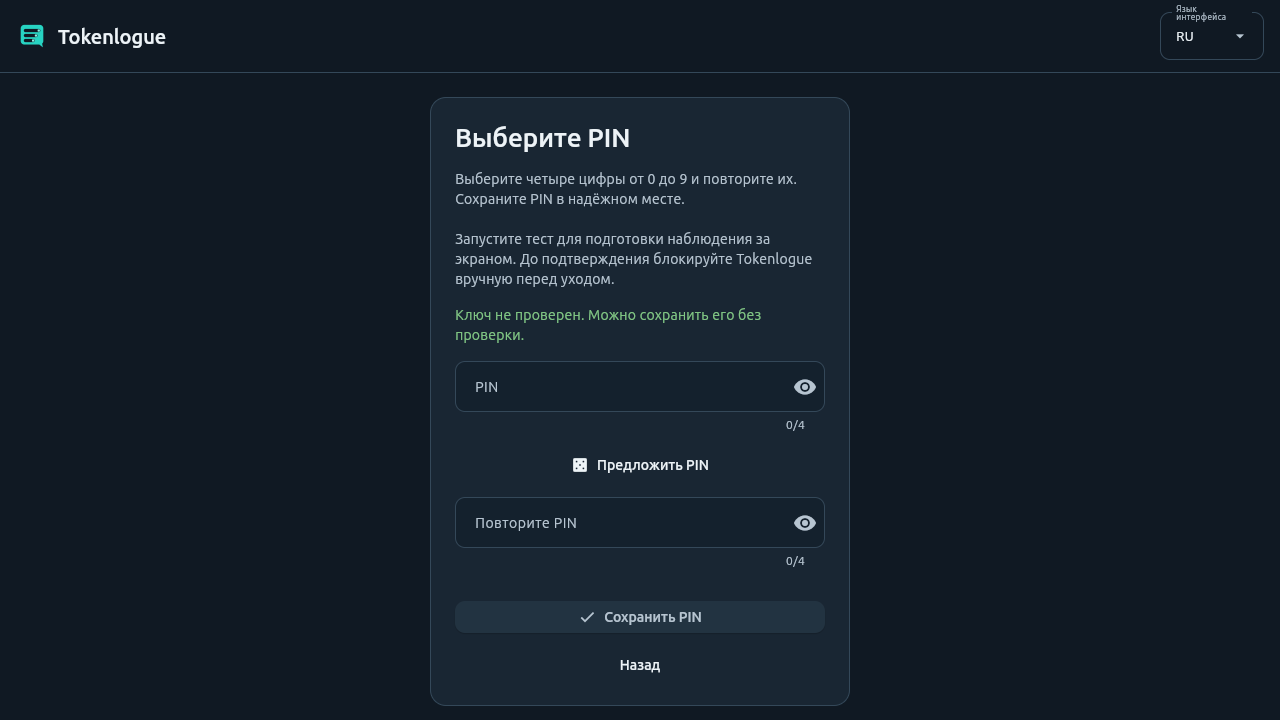 Tokenlogue
Язык
интерфейса
RU
Выберите PIN
Выберите четыре цифры от 0 до 9 и повторите их.
Сохраните PIN в надёжном месте.
Запустите тест для подготовки наблюдения за
экраном. До подтверждения блокируйте Tokenlogue
вручную перед уходом.
Ключ не проверен. Можно сохранить его без
проверки.
PIN
0/4
Предложить PIN
Повторите PIN
0/4
Сохранить PIN
Назад